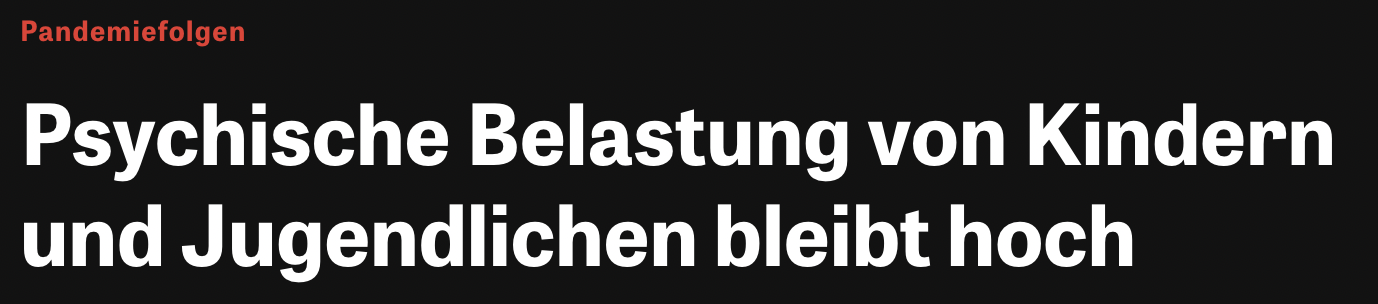 Pandemiefolgen
Psychische Belastung von Kindern
und Jugendlichen bleibt hoch